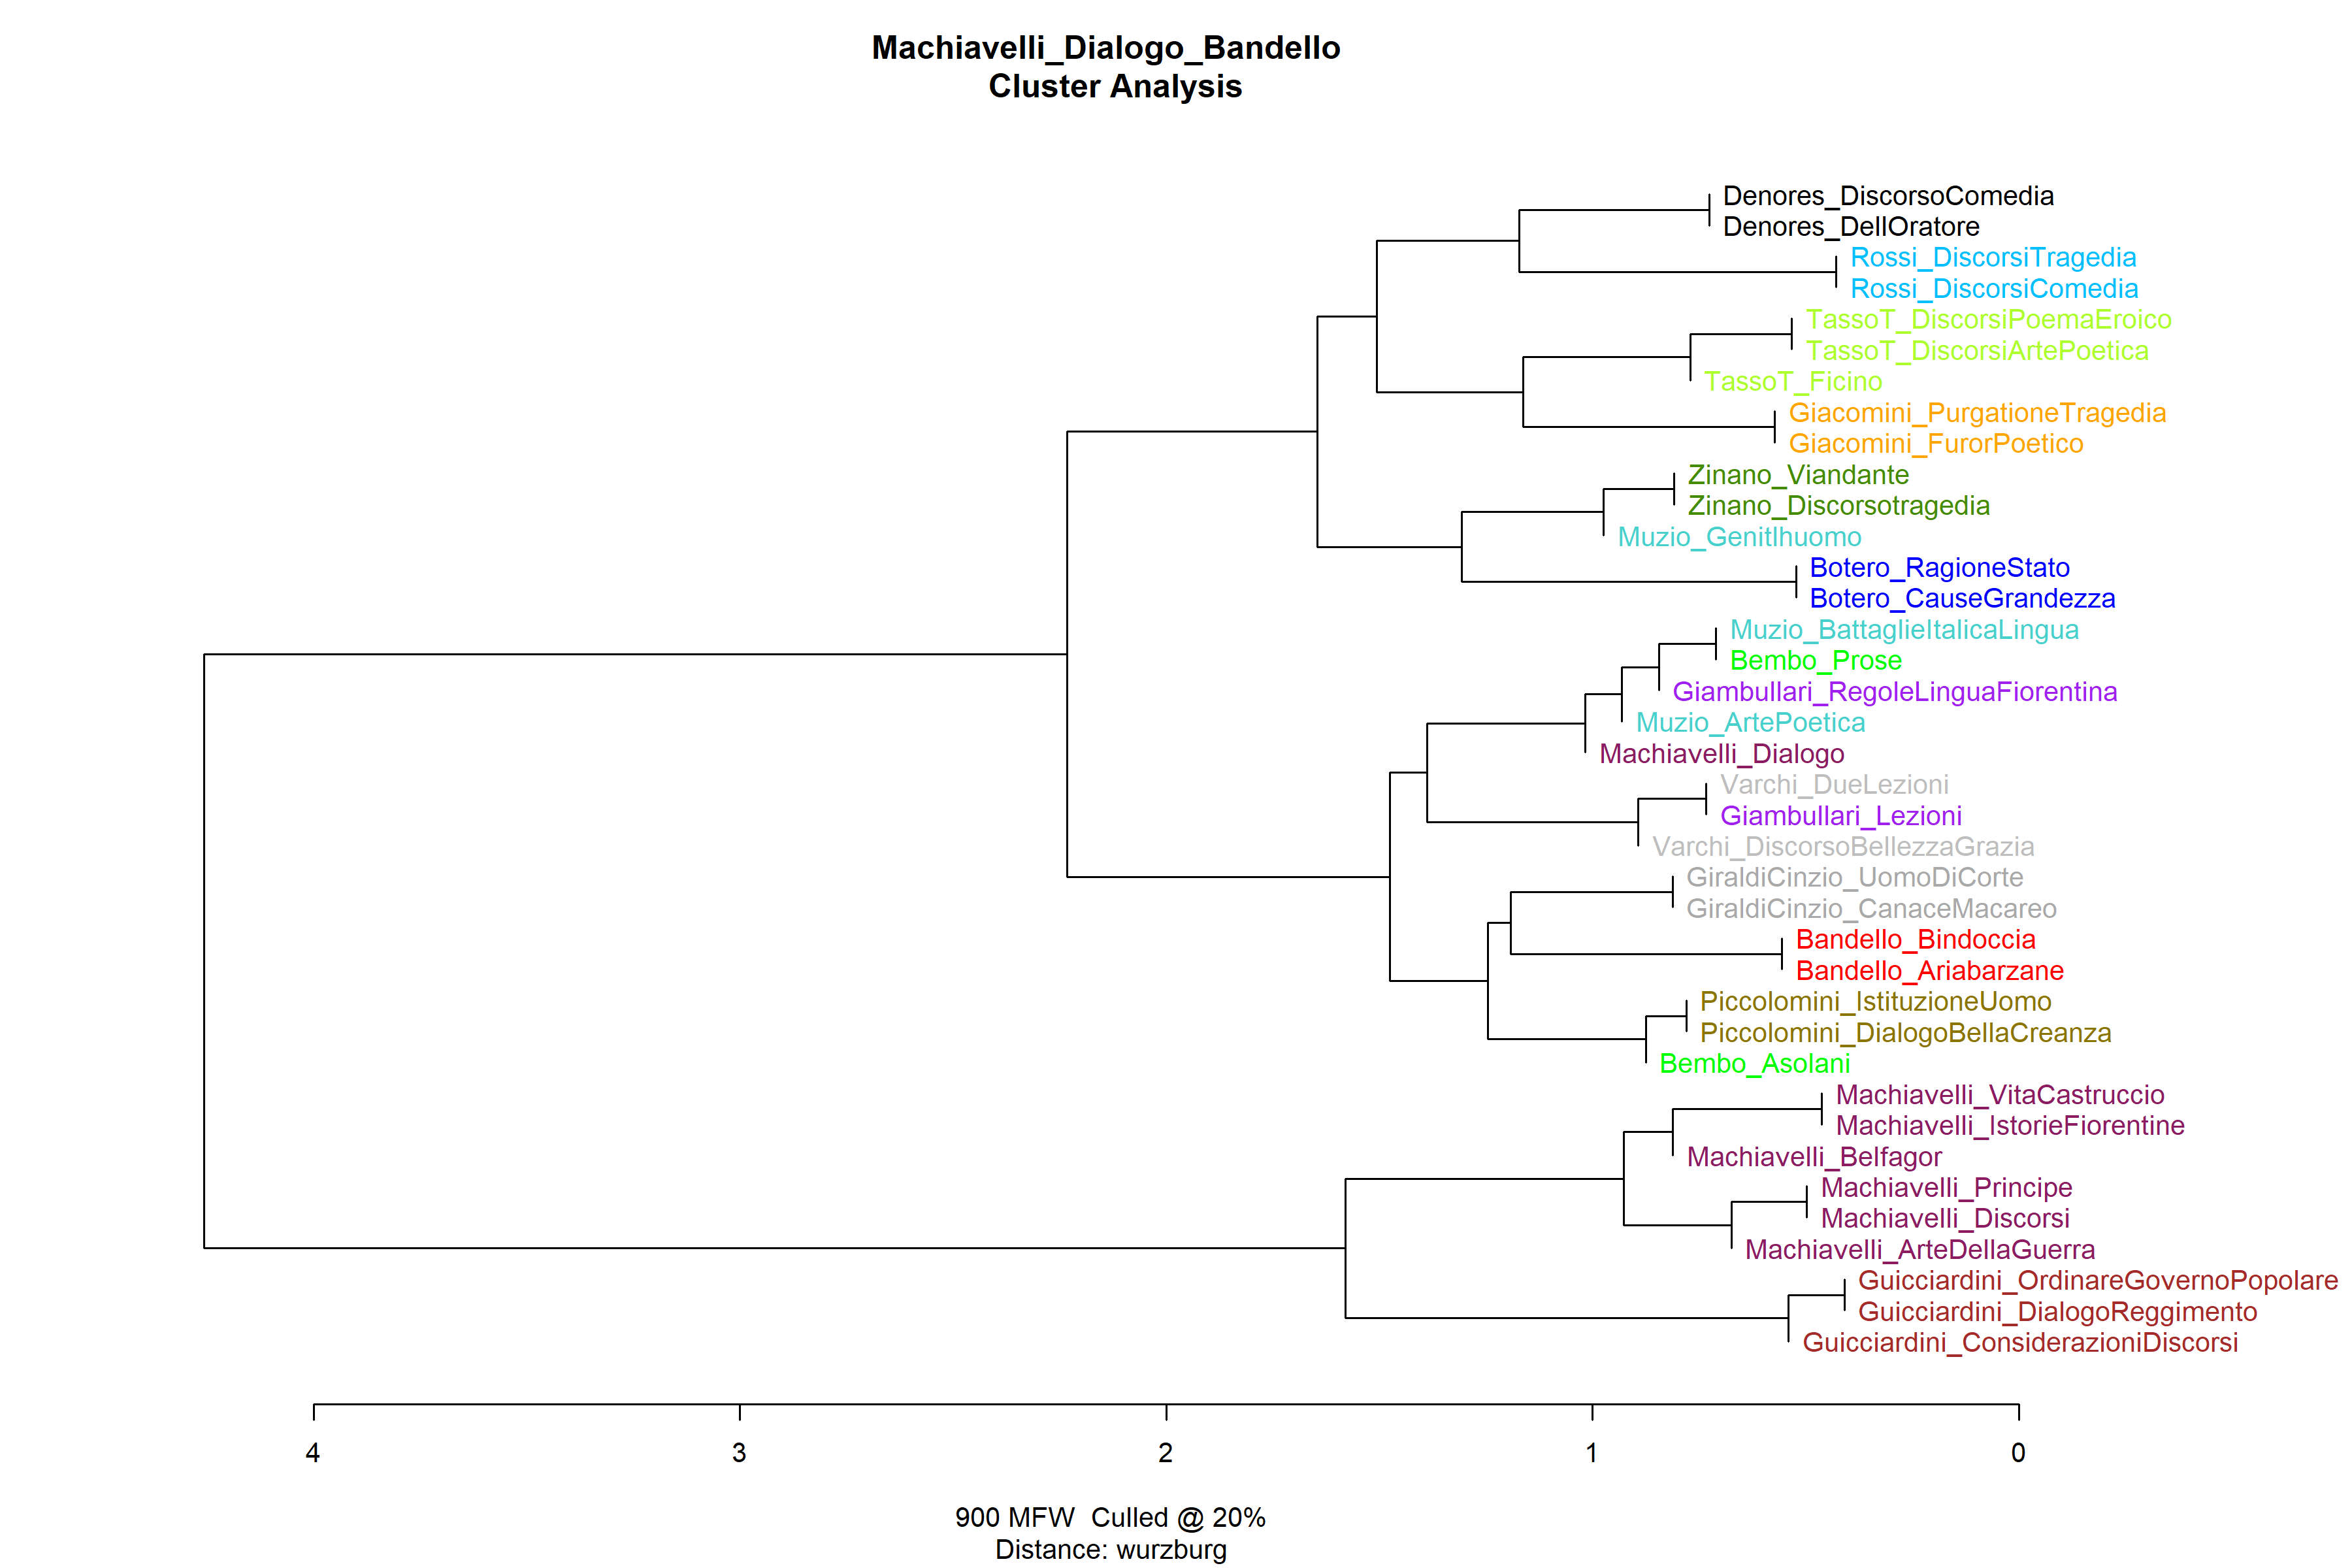 Machiavelli_Dialogo_Bandello
Cluster Analysis
Denores_DiscorsoComedia
Denores_DellOratore
Rossi_DiscorsiTragedia
Rossi_DiscorsiComedia
TassoT_DiscorsiPoemaEroico
TassoT_DiscorsiArtePoetica
TassoT_Ficino
Giacomini_PurgationeTragedia
Giacomini_FurorPoetico
Zinano_Viandante
Zinano_Discorsotragedia
Muzio_Genitlhuomo
Botero_RagioneStato
Botero_CauseGrandezza
Muzio_BattaglieItalicaLingua
Bembo_Prose
Giambullari_RegoleLinguaFiorentina
Muzio_ArtePoetica
Machiavelli_Dialogo
Varchi_DueLezioni
Giambullari_Lezioni
Varchi_DiscorsoBellezzaGrazia
GiraldiCinzio_UomoDiCorte
GiraldiCinzio_CanaceMacareo
Bandello_Bindoccia
Bandello_Ariabarzane
Piccolomini_IstituzioneUomo
Piccolomini_DialogoBellaCreanza
Bembo_Asolani
Machiavelli_VitaCastruccio
Machiavelli_IstorieFiorentine
Machiavelli_Belfagor
Machiavelli_Principe
Machiavelli_Discorsi
Machiavelli_ArteDellaGuerra
Guicciardini_OrdinareGovernoPopolare
Guicciardini_DialogoReggimento
Guicciardini_ConsiderazioniDiscorsi
4 3 2 1 0
900 MFW  Culled @ 20%
Distance: wurzburg